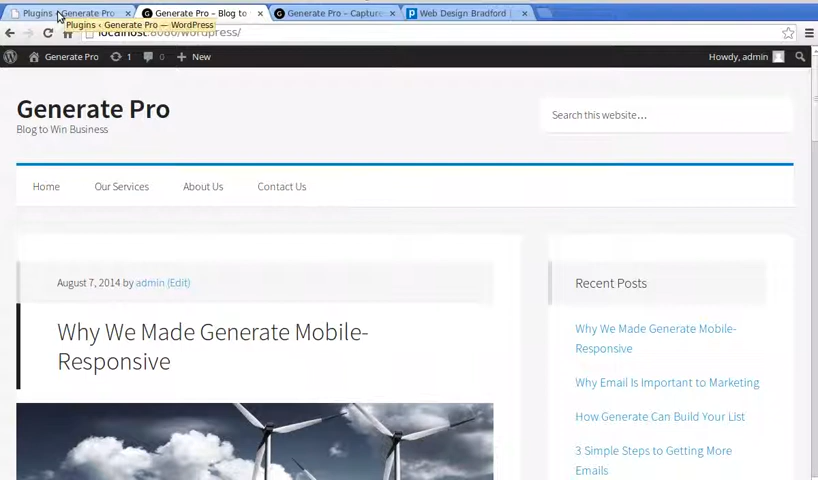 Plugins ‹ Generate Pro
Generate Pro – Blog to
Generate Pro – Capture
Web Design Bradford |
Plugins ‹ Generate Pro — WordPress
localhost:8080/wordpress/
Generate Pro
1
0
New
Howdy, admin
Generate Pro
Blog to Win Business
Search this website...
Home
Our Services
About Us
Contact Us
August 7, 2014 by admin (Edit)
Why We Made Generate Mobile-
Responsive
Recent Posts
Why We Made Generate Mobile-
Responsive
Why Email Is Important to Marketing
How Generate Can Build Your List
3 Simple Steps to Getting More
Emails